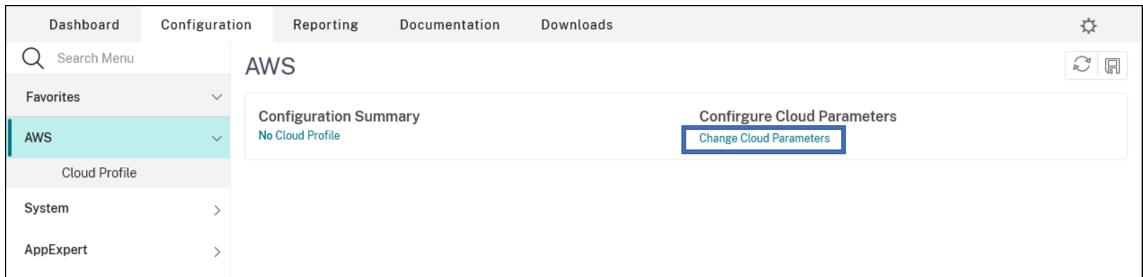 Dashboard Configuration Reporting Documentation Downloads
Search Menu
AWS
Favorites
Configuration Summary Confirgure Cloud Parameters
No Cloud Profile Change Cloud Parameters
AWS
Cloud Profile
System
AppExpert